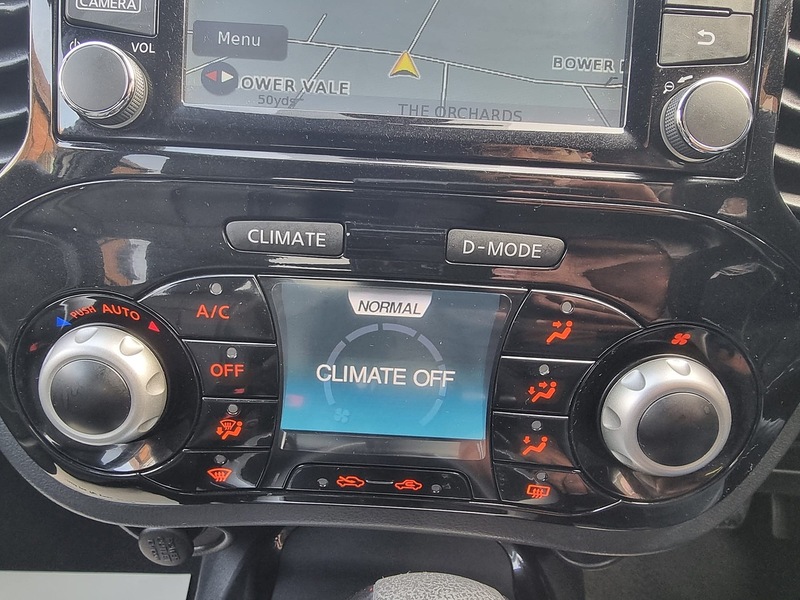 CAMERA
VOL
Menu
OWER VALE
50yds
BOWER
THE ORCHARDS
CLIMATE
D-MODE
PUSH AUTO
A/C
OFF
NORMAL
CLIMATE OFF